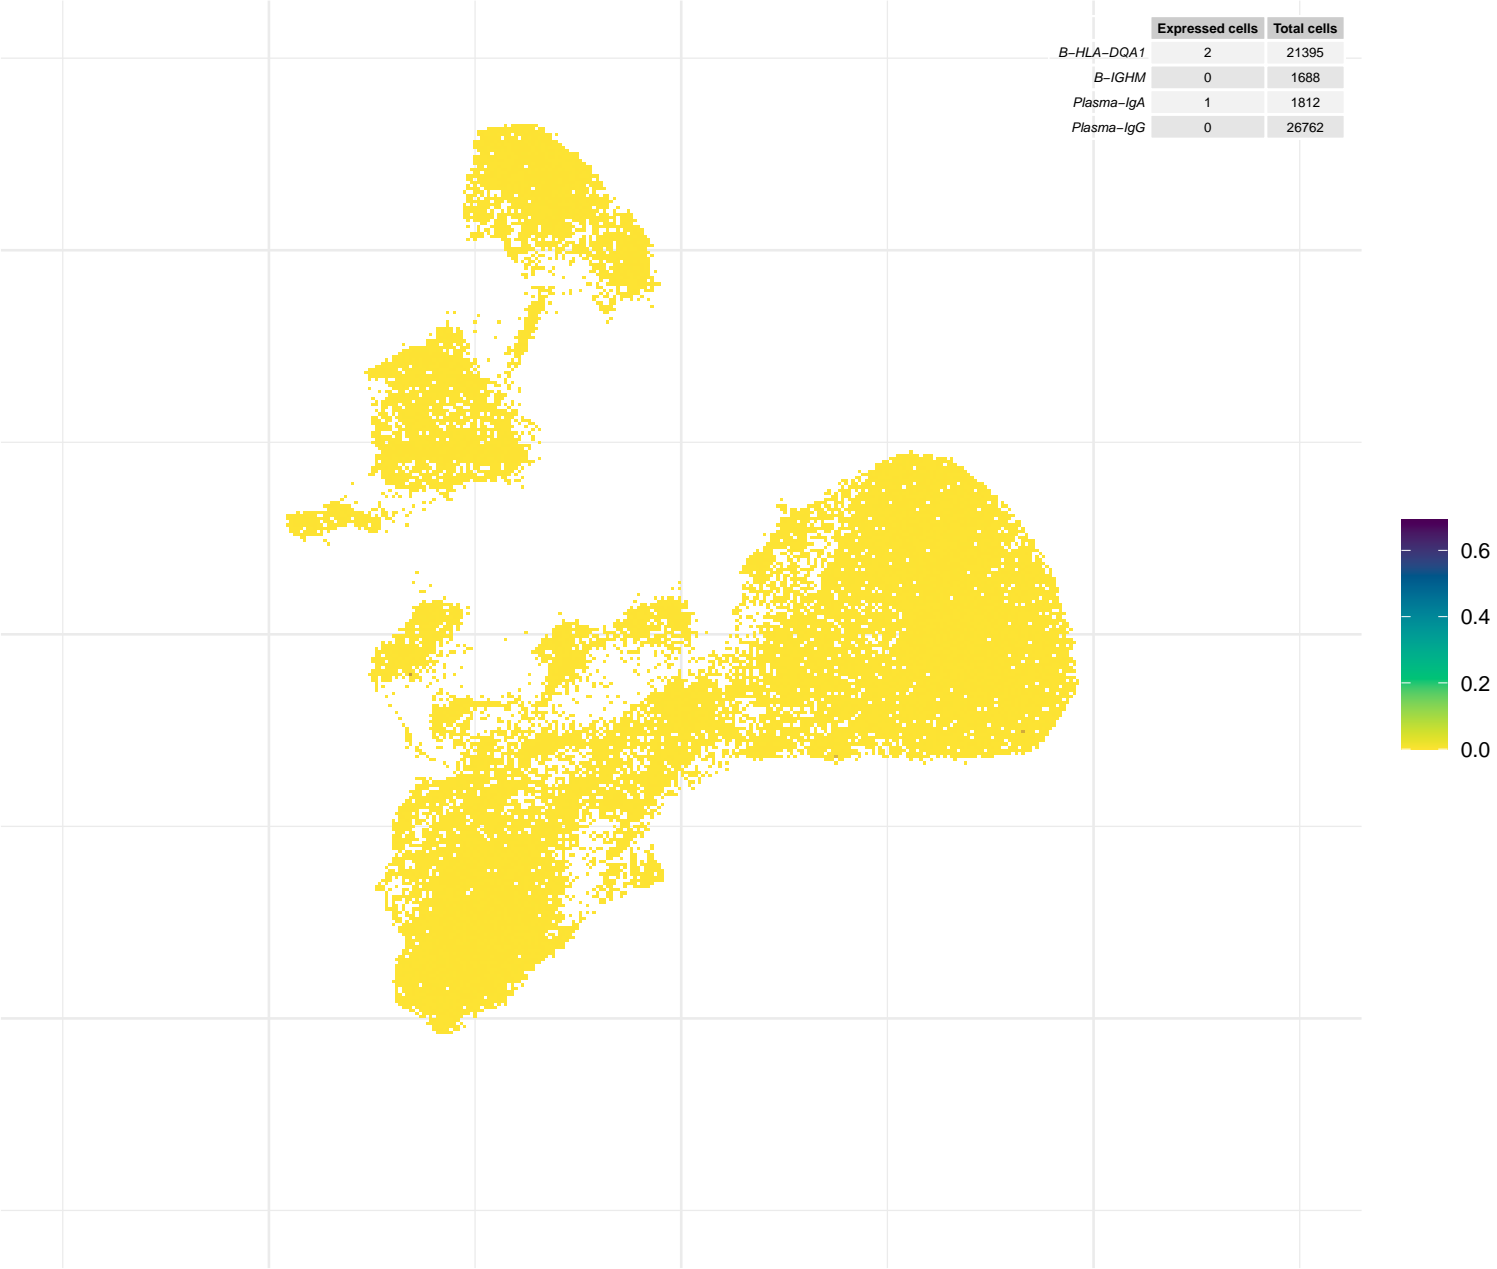 Expressed cells Total cells
B−HLA−DQA1 2 21395
B−IGHM 0 1688
Plasma−IgA 1 1812
Plasma−IgG 0 26762
0.6
0.4
0.2
0.0